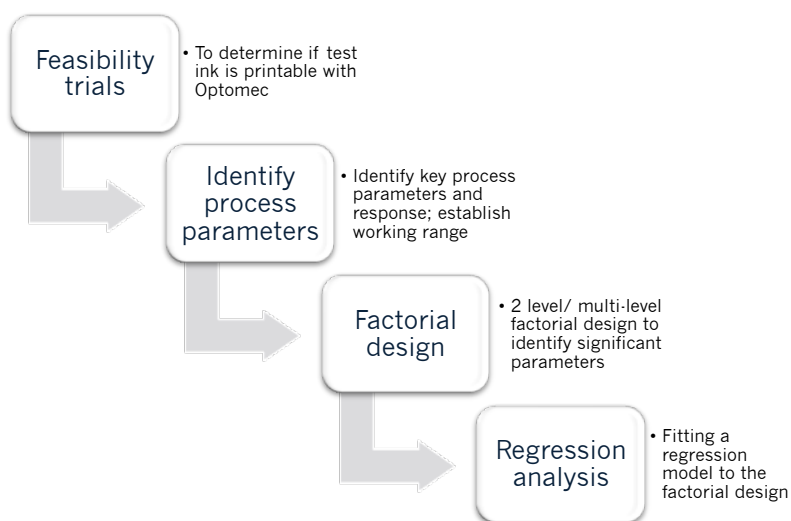 Feasibility
trials
• To determine if test
ink is printable with
Optomec
Identify
process
parameters
• Identify key process
parameters and
response; establish
working range
Factorial
design
• 2 level/ multi-level
factorial design to
identify significant
parameters
Regression
analysis
• Fitting a
regression
model to the
factorial design